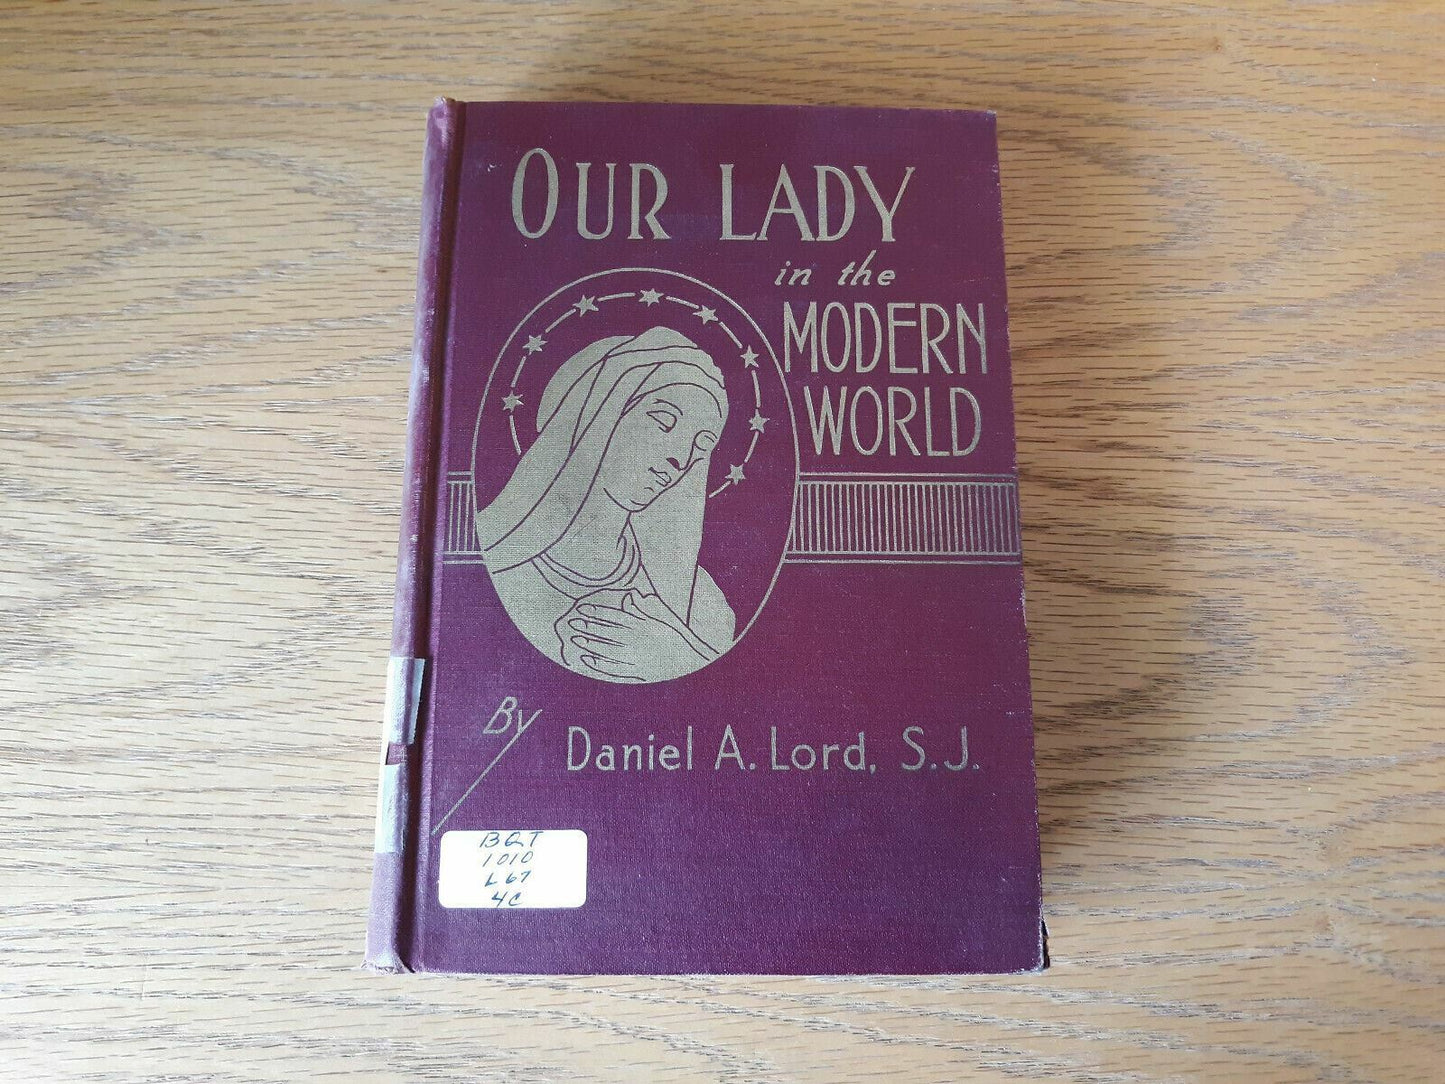 OUR LADY
in the
MODERN
WORLD
By
Daniel A. Lord, S.J.
BQT
1010
L67
4C